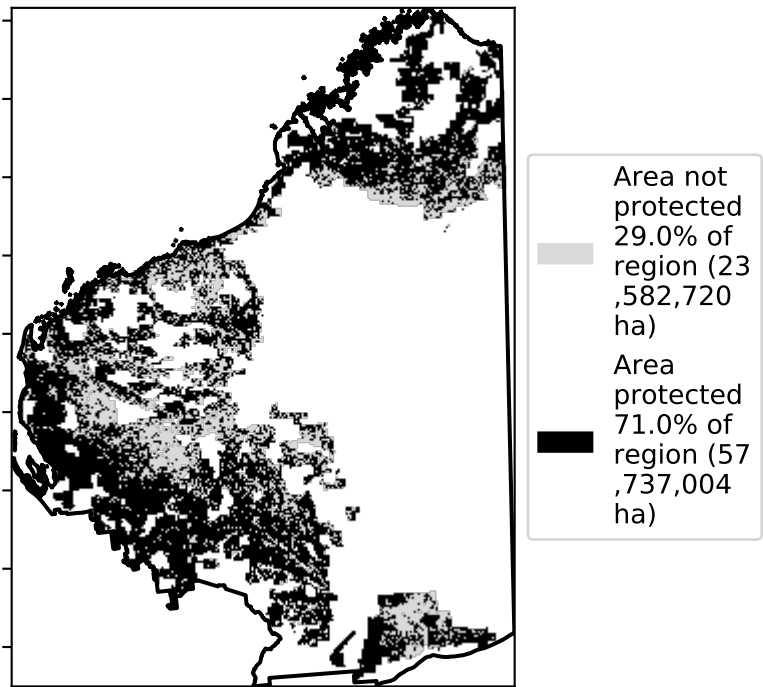 Area not
protected
29.0% of
region (23
,582,720
ha)
Area
protected
71.0% of
region (57
,737,004
ha)